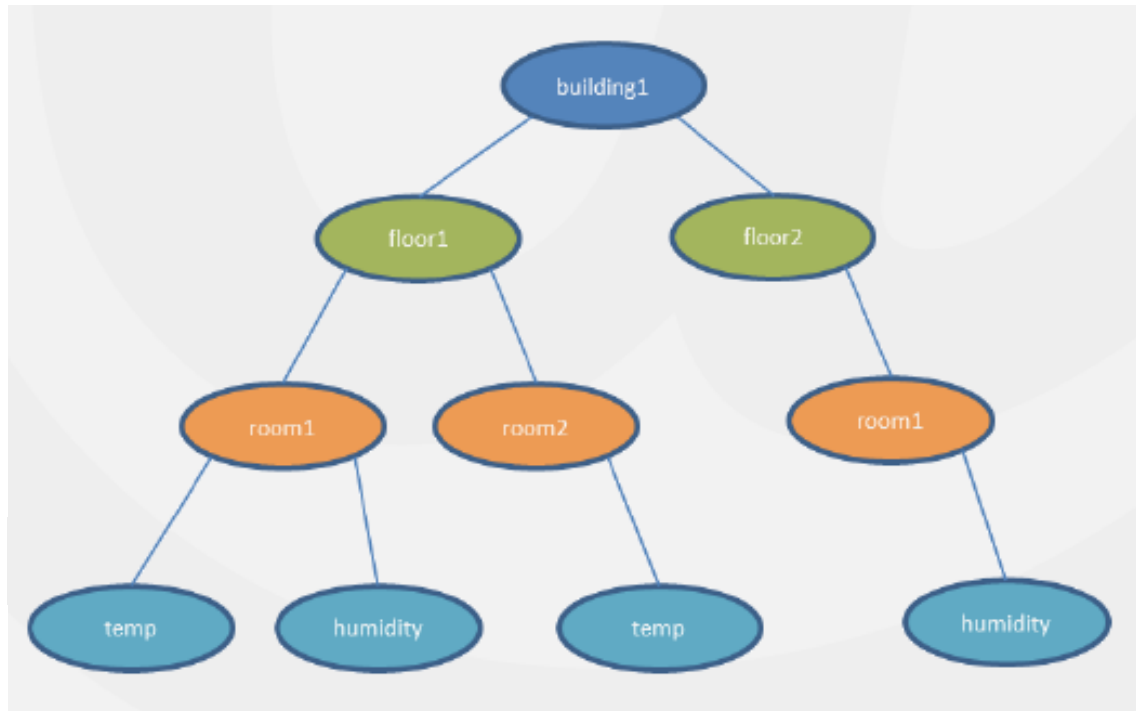 building1
floor1
floor2
room1
room2
room1
temp
humidity
temp
humidity